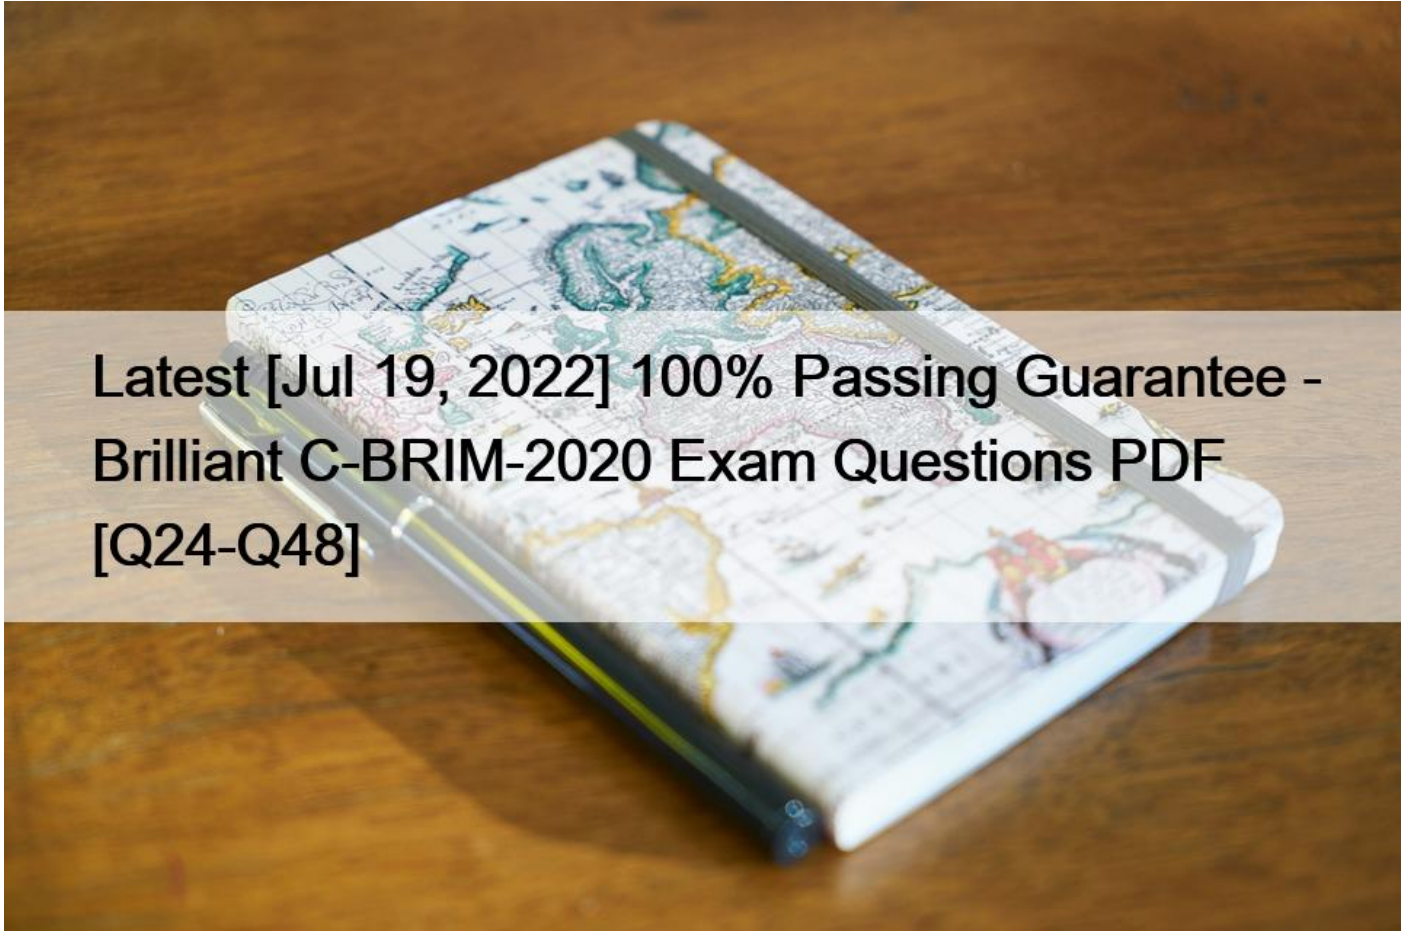 Latest [Jul 19, 2022] 100% Passing Guarantee -
Brilliant C-BRIM-2020 Exam Questions PDF
[Q24-Q48]